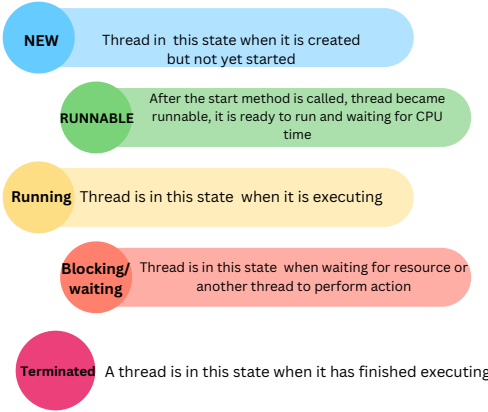 NEW
Thread in this state when it is created
but not yet started
RUNNABLE
After the start method is called, thread became
runnable, it is ready to run and waiting for CPU
time
Running
Thread is in this state when it is executing
Blocking/
waiting
Thread is in this state when waiting for resource or
another thread to perform action
Terminated
A thread is in this state when it has finished executing